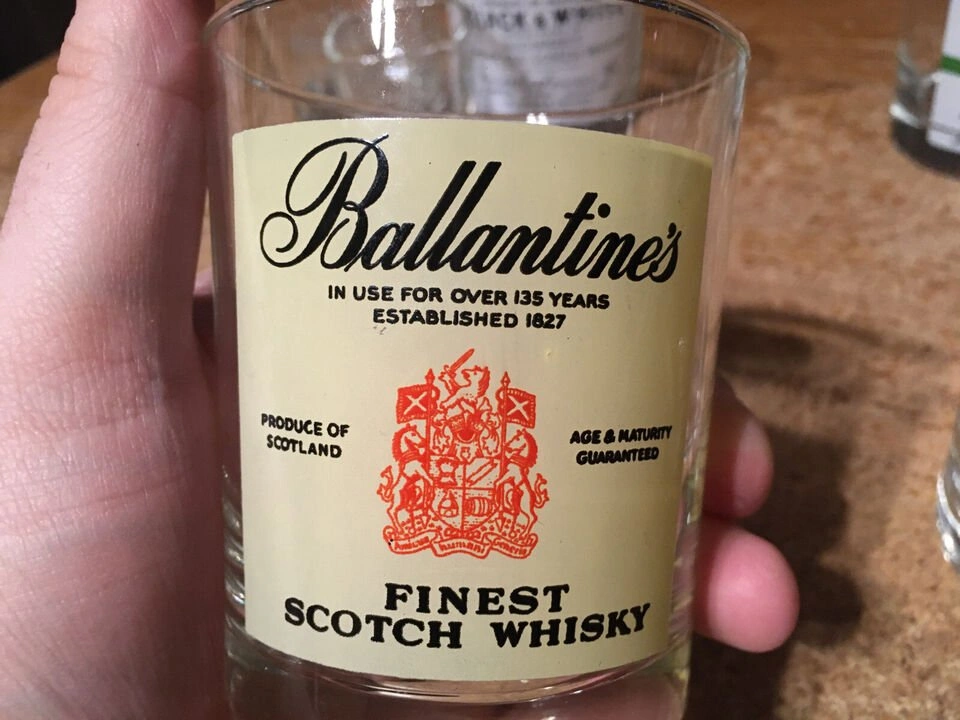 Ballantine's
IN USE FOR OVER 135 YEARS
ESTABLISHED 1827
PRODUCE OF
SCOTLAND
AGE & MATURITY
GUARANTEED
FINEST
SCOTCH WHISKY